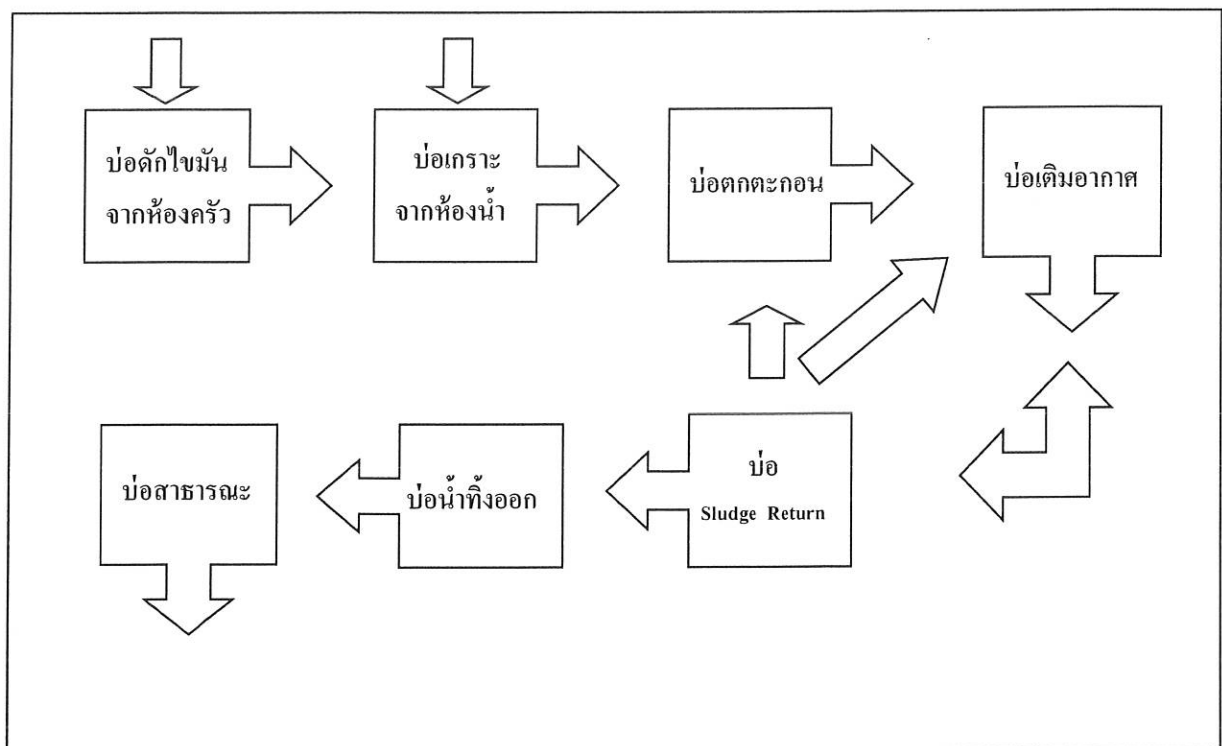 บ่อดักไขมัน
จากห้องครัว
บ่อเกราะ
จากห้องน้ำ
บ่อตกตะกอน
บ่อเติมอากาศ
บ่อสาธารณะ
บ่อน้ำทิ้งออก
บ่อ
Sludge Return